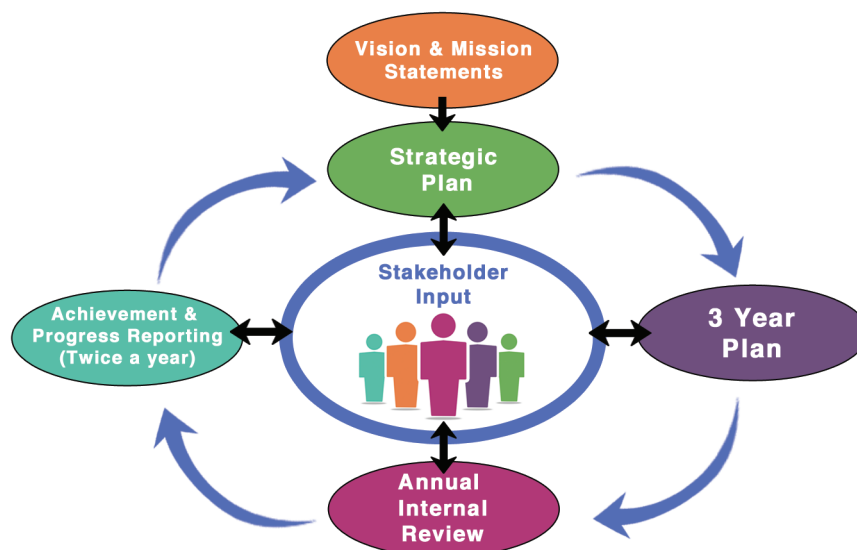 Vision & Mission
Statements
Strategic
Plan
Stakeholder
Input
Achievement &
Progress Reporting
(Twice a year)
3 Year
Plan
Annual
Internal
Review